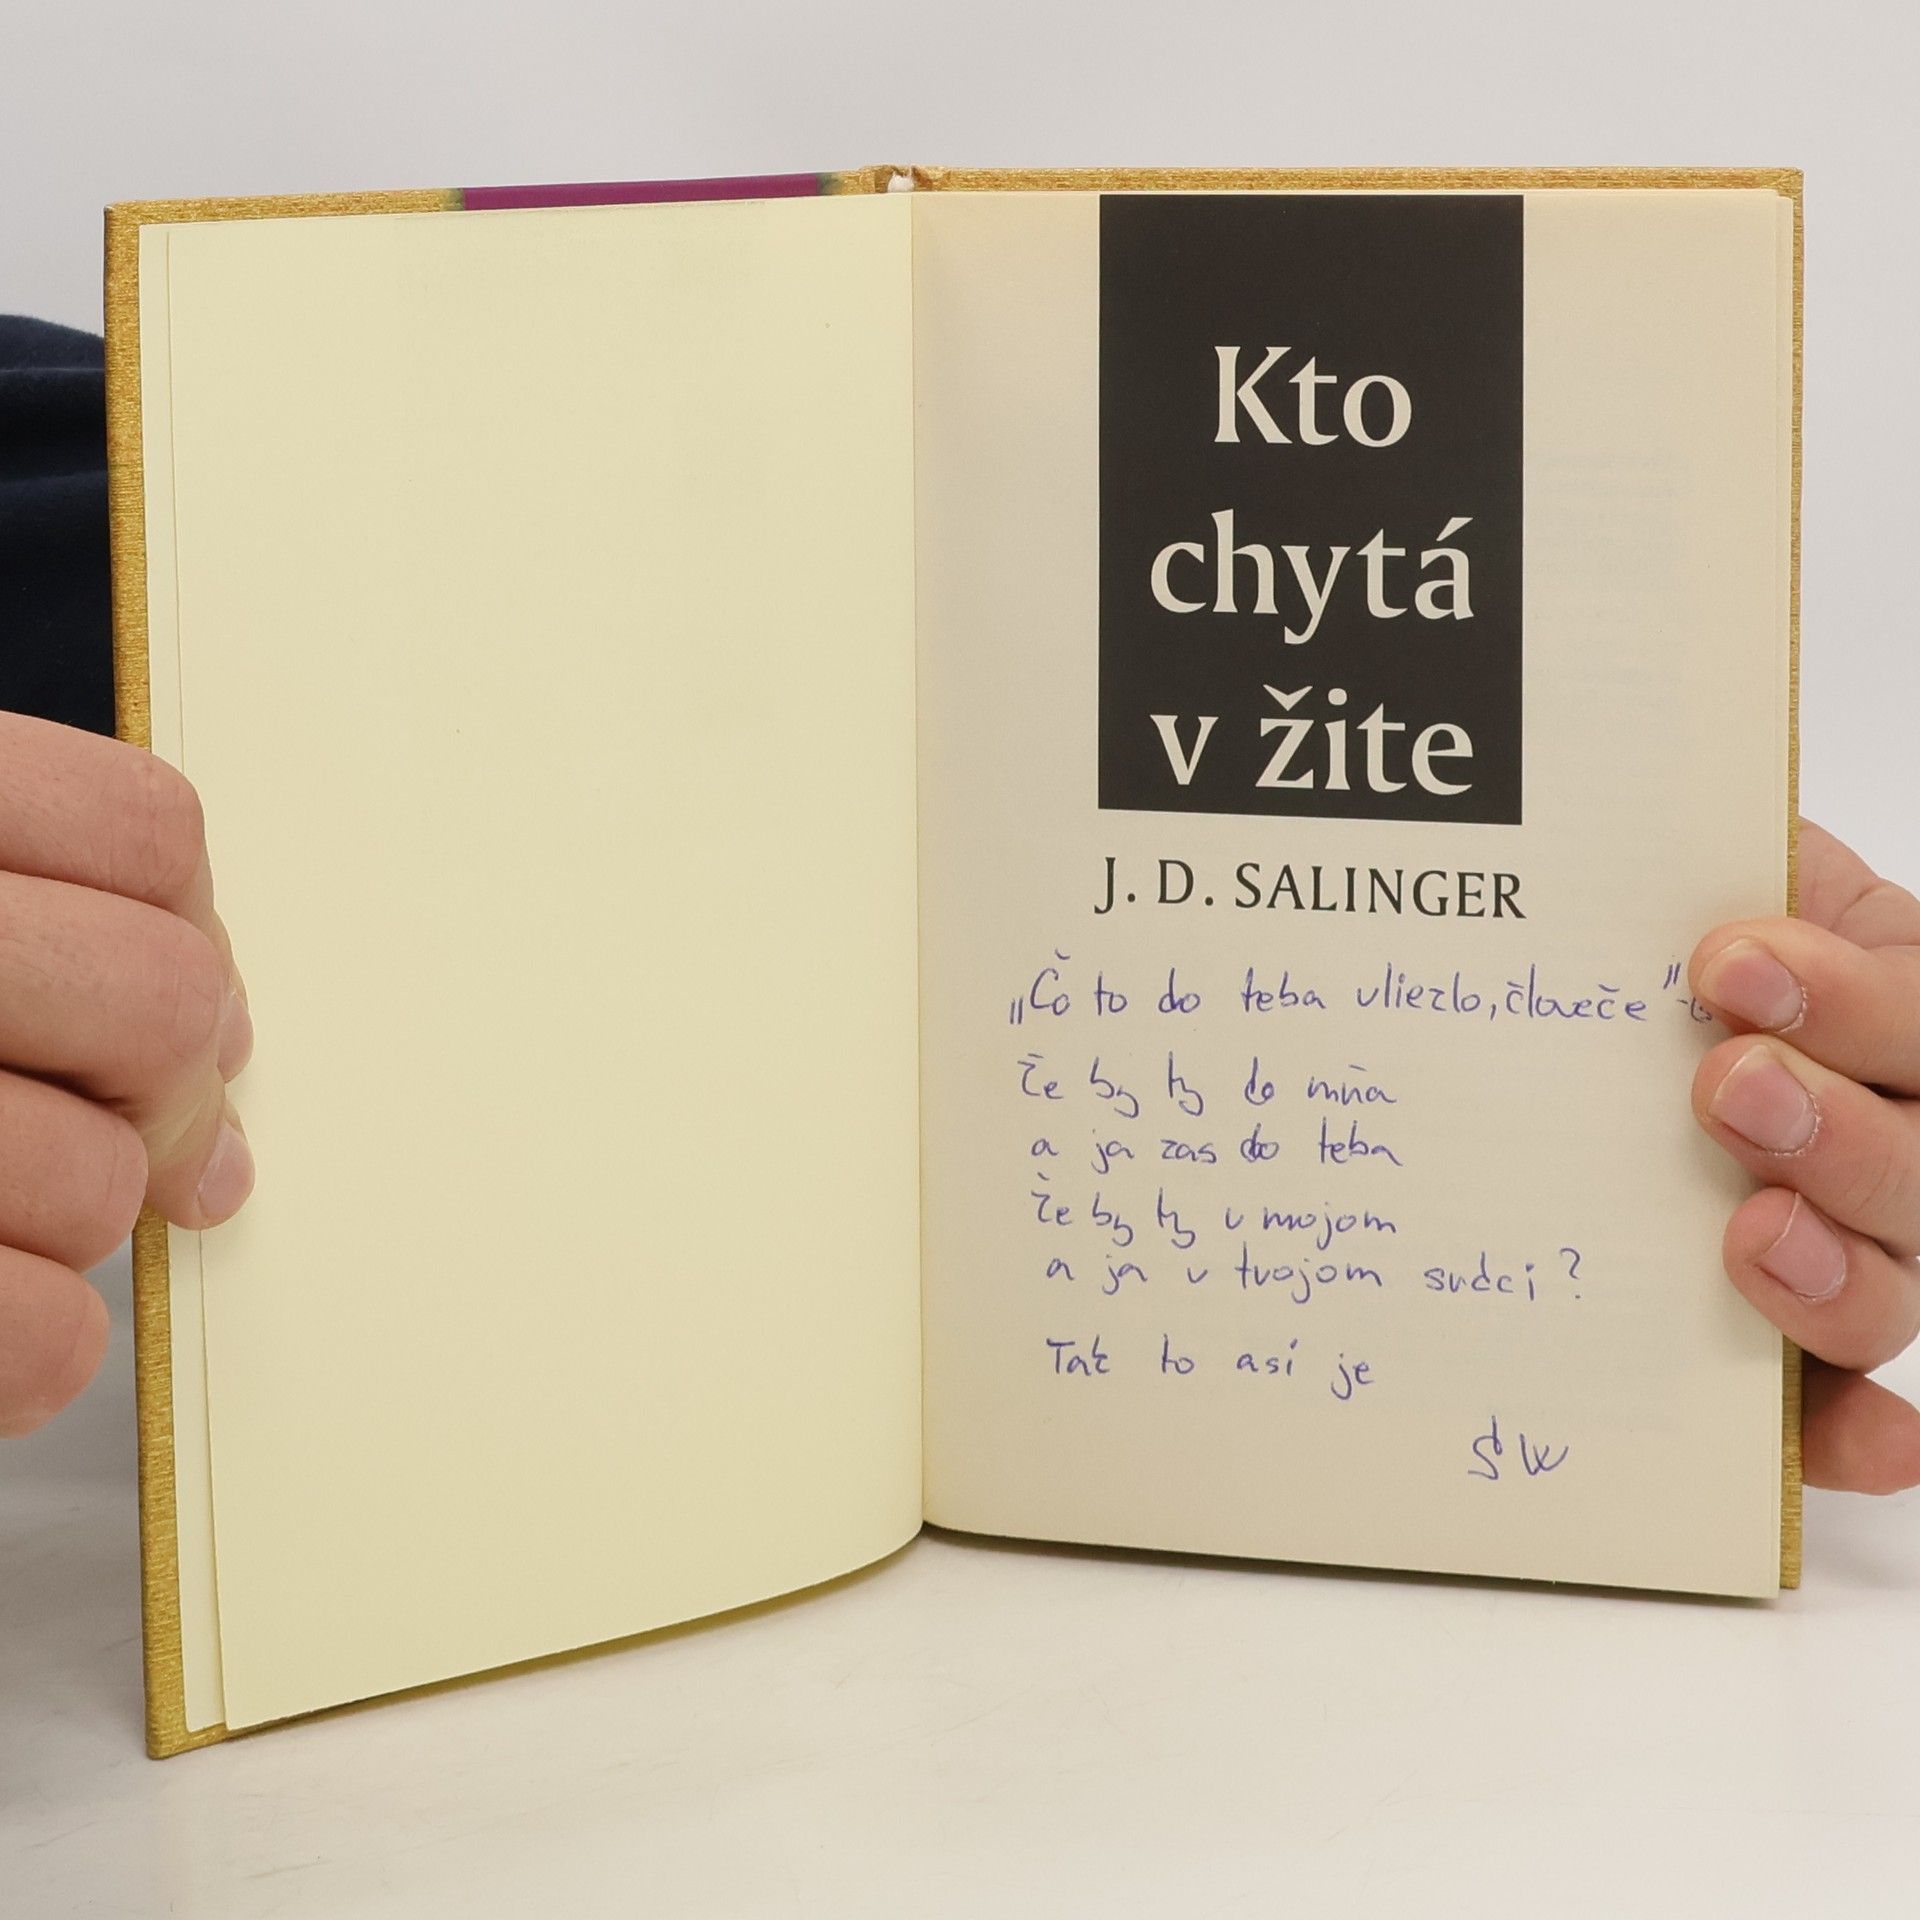 Kto
chytá
v žite
J. D. SALINGER
„Čo to do teba vliezlo, človeče"
Že by ty do mňa
a ja zas do teba
Že by ty v mojom
a ja v tvojom srdci?
Tak to asi je
SW